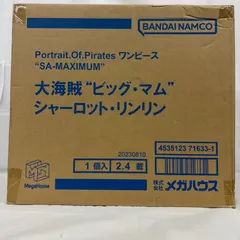 BANDAI NAMCO
Portrait.Of.Pirates ワンピース
"SA-MAXIMUM"
大海賊"ビッグ・マム"
シャーロット・リンリン
4535123 71633-1
20230810
1個入 2.4才
MegaHouse
株式会社 メガハウス